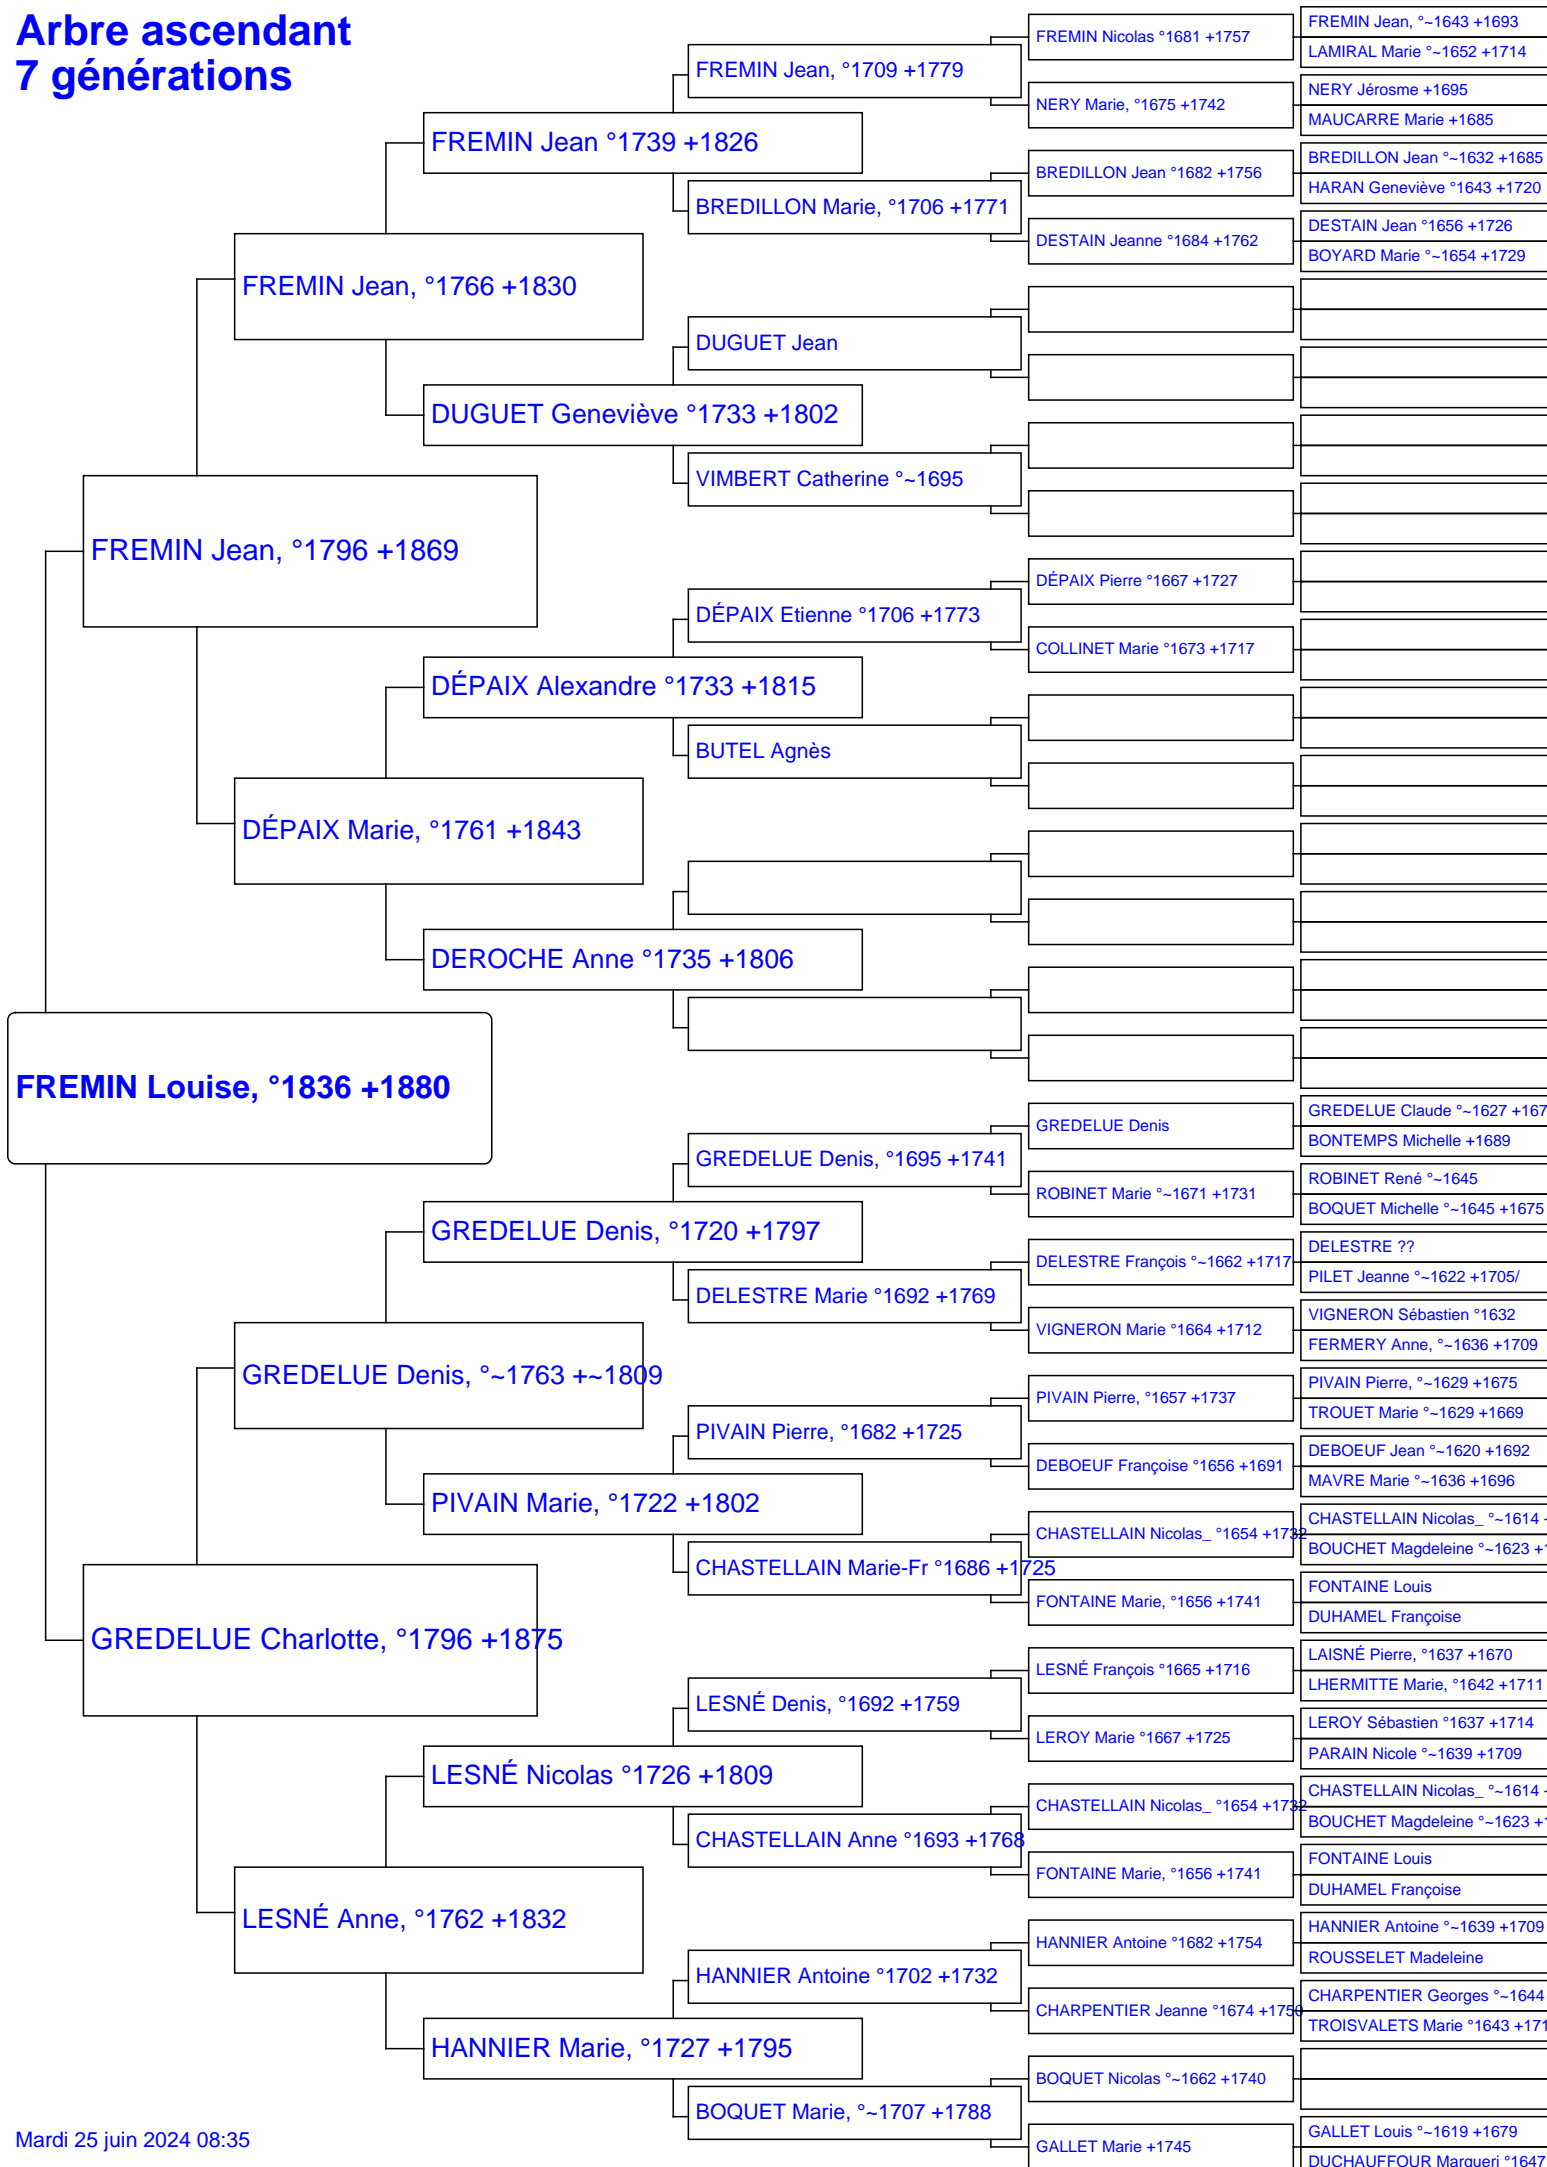 Arbre ascendant
7 générations
FREMIN Louise, °1836 +1880
FREMIN Jean, °1796 +1869
GREDELUE Charlotte, °1796 +1875
FREMIN Jean, °1766 +1830
DÉPAIX Marie, °1761 +1843
GREDELUE Denis, °~1763 +~1809
LESNÉ Anne, °1762 +1832
FREMIN Jean °1739 +1826
DUGUET Geneviève °1733 +1802
DÉPAIX Alexandre °1733 +1815
DEROCHE Anne °1735 +1806
GREDELUE Denis, °1720 +1797
PIVAIN Marie, °1722 +1802
LESNÉ Nicolas °1726 +1809
HANNIER Marie, °1727 +1795
FREMIN Jean, °1709 +1779
BREDILLON Marie, °1706 +1771
DUGUET Jean
VIMBERT Catherine °~1695
DÉPAIX Etienne °1706 +1773
BUTEL Agnès
GREDELUE Denis, °1695 +1741
DELESTRE Marie °1692 +1769
PIVAIN Pierre, °1682 +1725
CHASTELLAIN Marie-Fr °1686 +1725
LESNÉ Denis, °1692 +1759
CHASTELLAIN Anne °1693 +1768
HANNIER Antoine °1702 +1732
BOQUET Marie, °~1707 +1788
FREMIN Nicolas °1681 +1757
NERY Marie, °1675 +1742
BREDILLON Jean °1682 +1756
DESTAIN Jeanne °1684 +1762
DÉPAIX Pierre °1667 +1727
COLLINET Marie °1673 +1717
GREDELUE Denis
ROBINET Marie °~1671 +1731
DELESTRE François °~1662 +1717
VIGNERON Marie °1664 +1712
PIVAIN Pierre, °1657 +1737
DEBOEUF Françoise °1656 +1691
CHASTELLAIN Nicolas_ °1654 +1732
FONTAINE Marie, °1656 +1741
LESNÉ François °1665 +1716
LEROY Marie °1667 +1725
CHASTELLAIN Nicolas_ °1654 +1732
FONTAINE Marie, °1656 +1741
HANNIER Antoine °1682 +1754
CHARPENTIER Jeanne °1674 +1750
BOQUET Nicolas °~1662 +1740
GALLET Marie +1745
FREMIN Jean, °~1643 +1693
LAMIRAL Marie °~1652 +1714
NERY Jérosme +1695
MAUCARRE Marie +1685
BREDILLON Jean °~1632 +1685
HARAN Geneviève °1643 +1720
DESTAIN Jean °1656 +1726
BOYARD Marie °~1654 +1729
GREDELUE Claude °~1627 +167
BONTEMPS Michelle +1689
ROBINET René °~1645
BOQUET Michelle °~1645 +1675
DELESTRE ??
PILET Jeanne °~1622 +1705/
VIGNERON Sébastien °1632
FERMERY Anne, °~1636 +1709
PIVAIN Pierre, °~1629 +1675
TROUET Marie °~1629 +1669
DEBOEUF Jean °~1620 +1692
MAVRE Marie °~1636 +1696
CHASTELLAIN Nicolas_ °~1614
BOUCHET Magdeleine °~1623
FONTAINE Louis
DUHAMEL Françoise
LAISNÉ Pierre, °1637 +1670
LHERMITTE Marie, °1642 +1711
LEROY Sébastien °1637 +1714
PARAIN Nicole °~1639 +1709
CHASTELLAIN Nicolas_ °~1614
BOUCHET Magdeleine °~1623
FONTAINE Louis
DUHAMEL Françoise
HANNIER Antoine °~1639 +1709
ROUSSELET Madeleine
CHARPENTIER Georges °~1644
TROISVALETS Marie °1643 +171
GALLET Louis °~1619 +1679
DUCHAUFFOUR Margueri °1647
Mardi 25 juin 2024 08:35